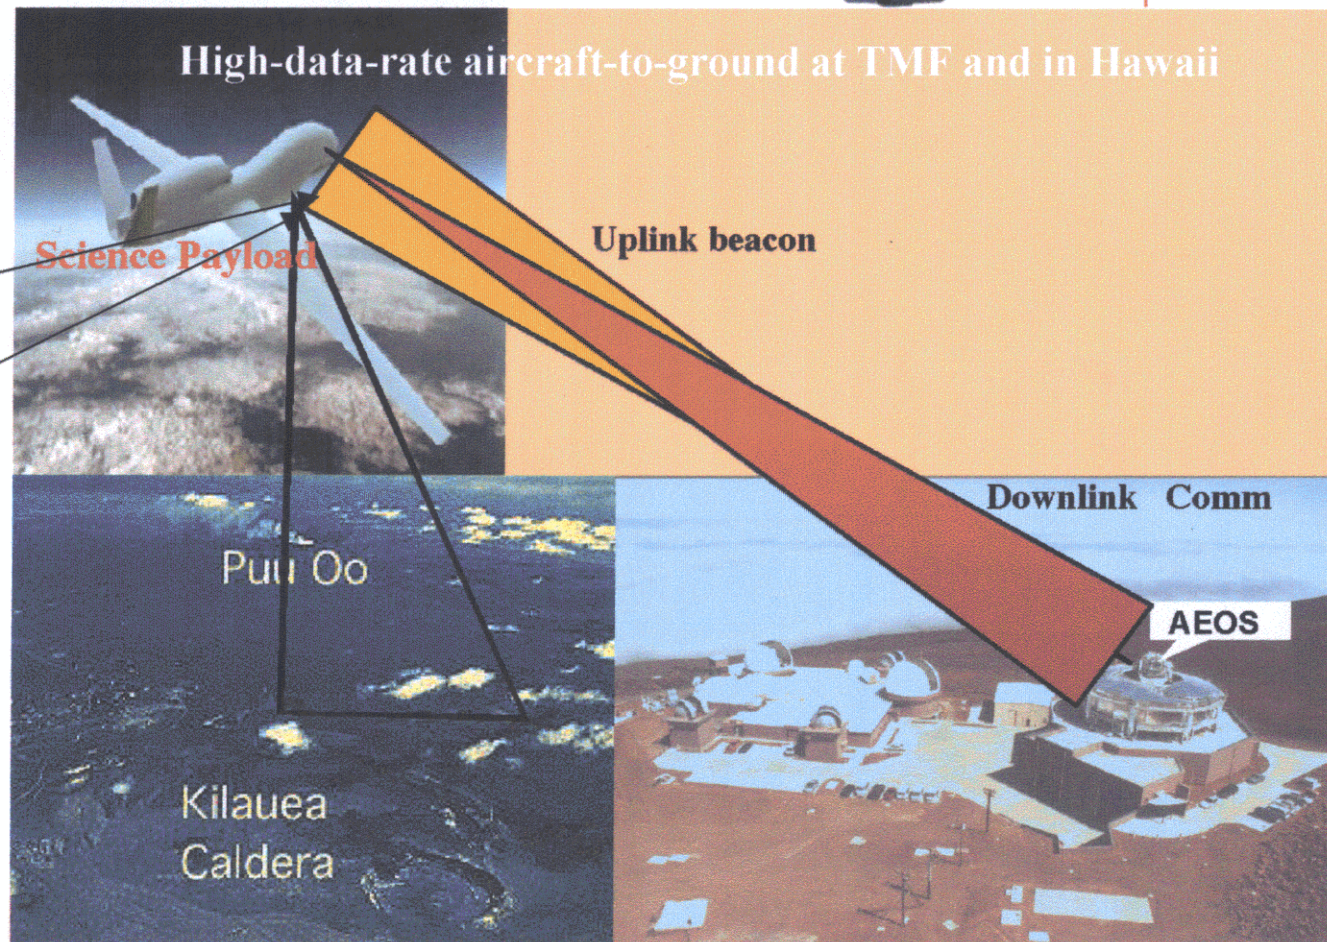 High-data-rate aircraft-to-ground at TMF and in Hawaii
Uplink beacon
Science Payload
Downlink Comm
Puu Oo
AEOS
Kilauea
Caldera